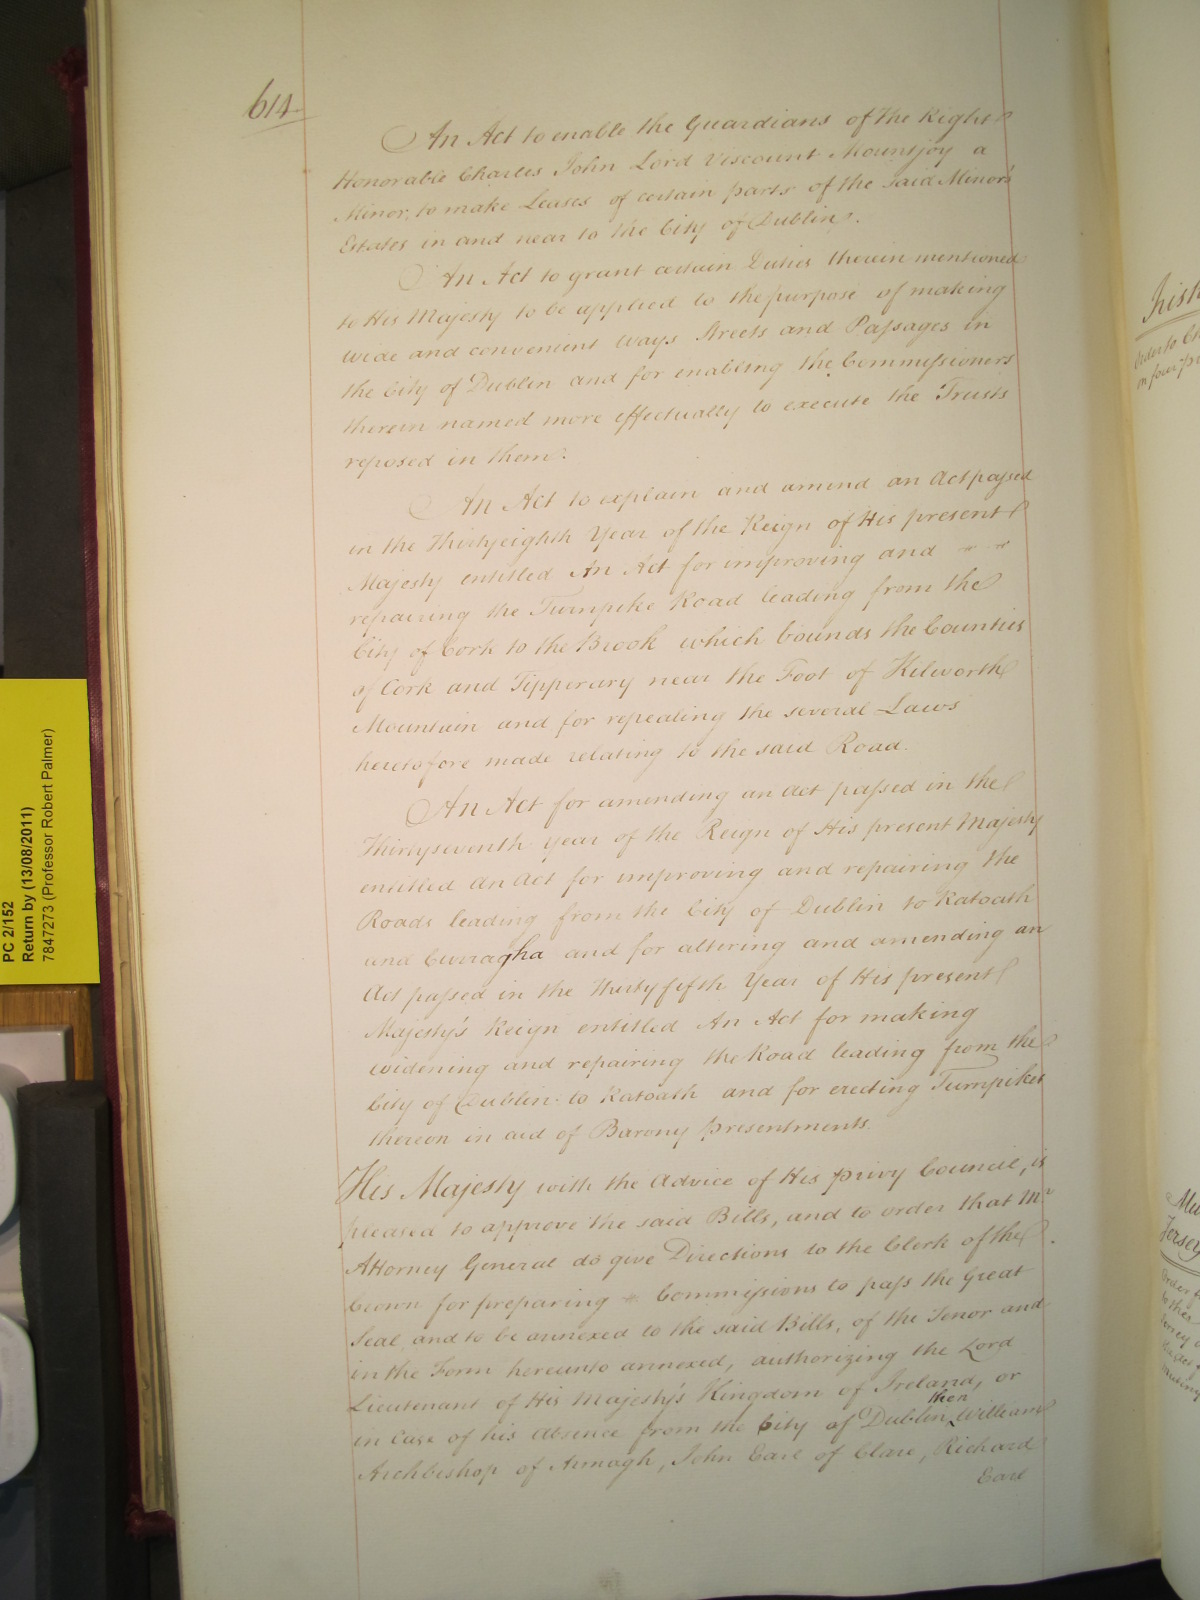 614
An Act to enable the Guardians of the Right
Honorable Charles John Lord Viscount Mountjoy a
Minor, to make Leases of certain parts of the said Minor's
Estates in and near to the City of Dublin.
An Act to grant certain Duties therein mentioned
to His Majesty to be applied to the purpose of making
wide and convenient ways Streets and Passages in
the City of Dublin and for enabling the Commissioners
therein named more effectually to execute the Trusts
reposed in them.
An Act to explain and amend an Act passed
in the Thirtyeighth Year of the Reign of His present
Majesty entitled An Act for improving and
repairing the Turnpike Road leading from the
City of Cork to the Brook which bounds the Counties
of Cork and Tipperary near the Foot of Kilworth
Mountain and for repealing the several Laws
heretofore made relating to the said Road.
An Act for amending an Act passed in the
Thirtyseventh year of the Reign of His present Majesty
entitled An Act for improving and repairing the
Roads leading from the City of Dublin to Ratoath
and Curragha and for altering and amending an
Act passed in the thirtyfifth Year of His present
Majesty's Reign entitled An Act for making
widening and repairing the Road leading from the
City of Dublin to Ratoath and for erecting Turnpikes
thereon in aid of Barony Presentments.
His Majesty with the Advice of His Privy Council, is
pleased to approve the said Bills, and to order that Mr
Attorney General do give Directions to the Clerk of the
Crown for preparing Commissions to pass the Great
Seal and to be annexed to the said Bills, of the Tenor and
in the Form hereunto annexed, authorizing the Lord
Lieutenant of His Majesty's Kingdom of Ireland, or
then
in Case of his absence from the City of Dublin William
Archbishop of Armagh, John Earl of Clare, Richard
Earl
PC 2/152
Return by (13/08/2011)
7847273 (Professor Robert Palmer)